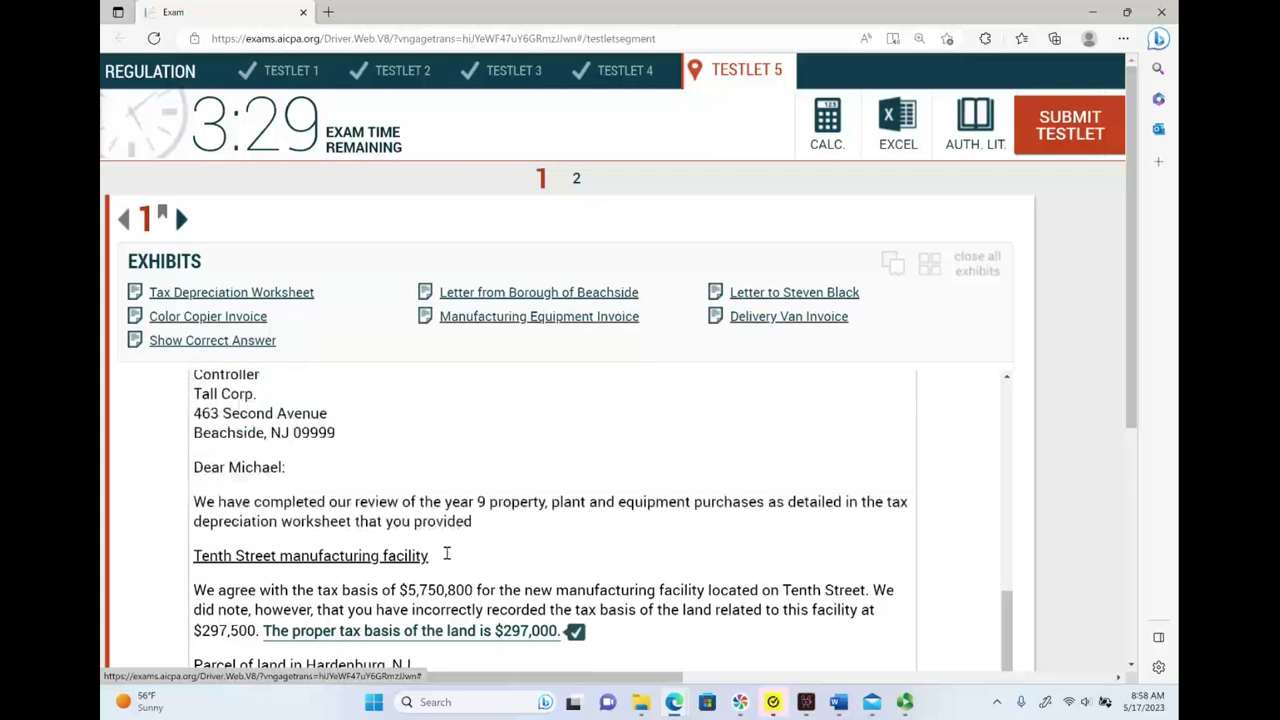 Exam
https://exams.aicpa.org/Driver.Web.V8/?vngagetrans=hiJYeWF47uY6GRmzJJwn#/testletsegment
REGULATION TESTLET 1 TESTLET 2 TESTLET 3 TESTLET 4 TESTLET 5
3:29 EXAM TIME REMAINING
CALC. EXCEL AUTH. LIT. SUBMIT TESTLET
1 2
1
EXHIBITS
close all exhibits
Tax Depreciation Worksheet Letter from Borough of Beachside Letter to Steven Black
Color Copier Invoice Manufacturing Equipment Invoice Delivery Van Invoice
Show Correct Answer
Controller
Tall Corp.
463 Second Avenue
Beachside, NJ 09999
Dear Michael:
We have completed our review of the year 9 property, plant and equipment purchases as detailed in the tax
depreciation worksheet that you provided
Tenth Street manufacturing facility
We agree with the tax basis of $5,750,800 for the new manufacturing facility located on Tenth Street. We
did note, however, that you have incorrectly recorded the tax basis of the land related to this facility at
$297,500. The proper tax basis of the land is $297,000.
Parcel of land in Hardenburg, NJ
https://exams.aicpa.org/Driver.Web.V8/?vngagetrans=hiJYeWF47uY6GRmzJJwn#
56°F
Sunny
Search
8:58 AM
5/17/2023